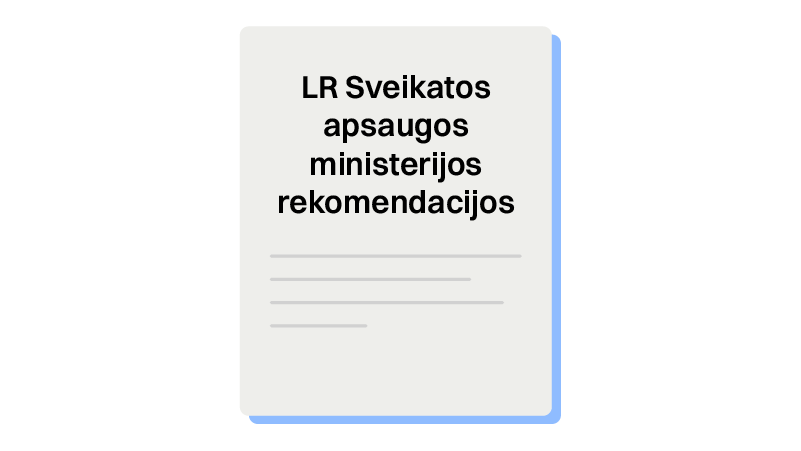 LR Sveikatos
apsaugos
ministerijos
rekomendacijos